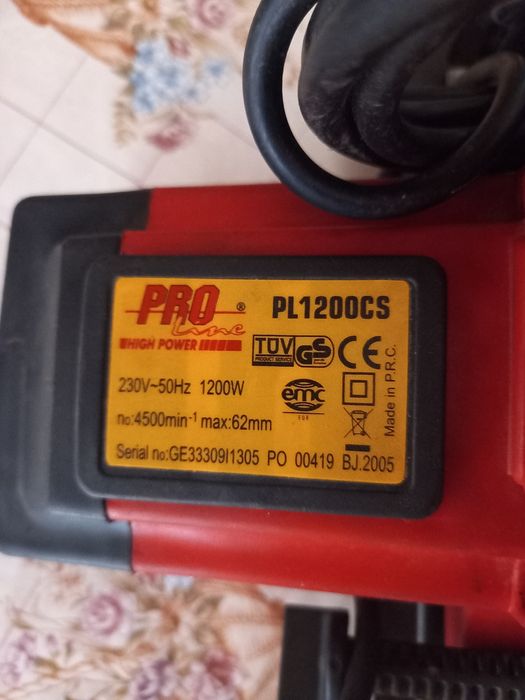 PRO ® PL1200CS
Line
HIGH POWER
TÜV GS CE
PRODUCT SERVICE
230V~50Hz 1200W
emc
EUR
no:4500min⁻¹ max:62mm
Made in P.R.C.
Serial no:GE33309I1305 PO 00419 BJ.2005